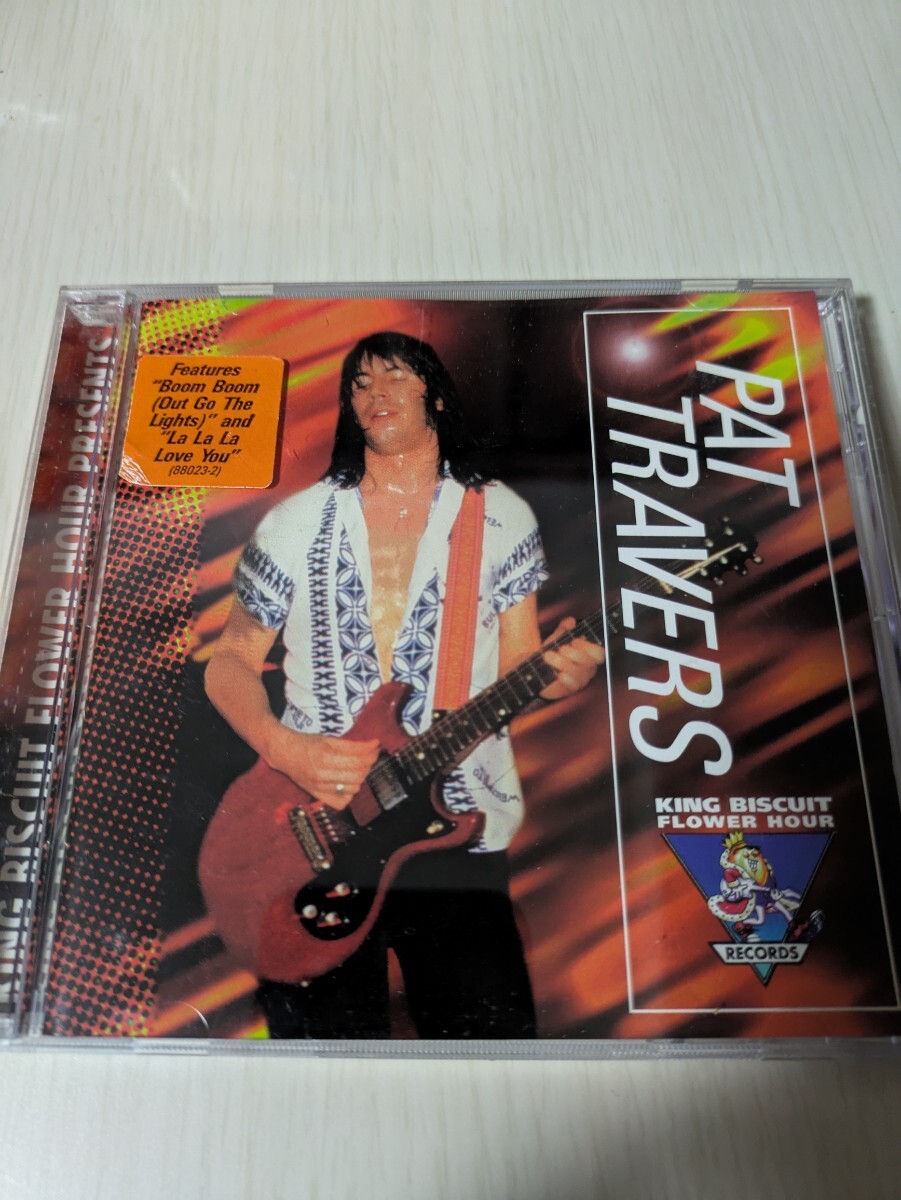 KING BISCUIT FLOWER HOUR PRESENTS
Features
"Boom Boom
(Out Go The
Lights)" and
"La La La
Love You"
(88023-2)
PAT
TRAVERS
KING BISCUIT
FLOWER HOUR
RECORDS